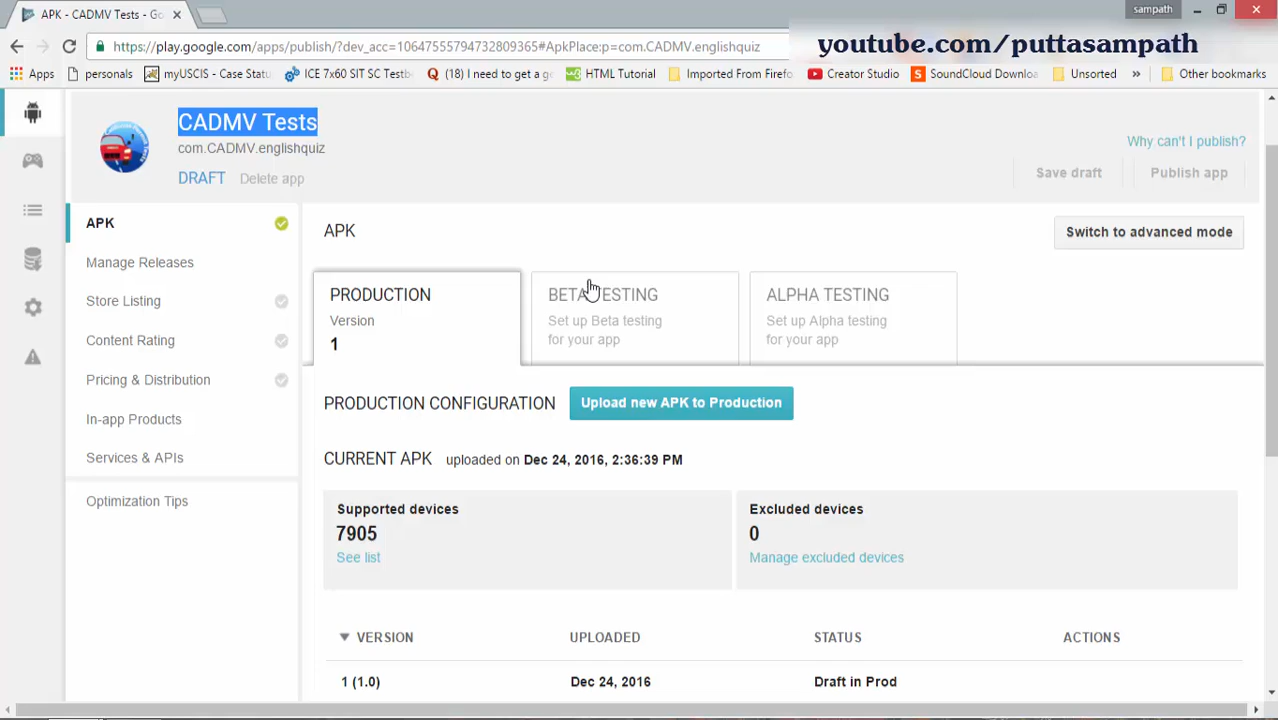 APK - CADMV Tests - Go
sampath
https://play.google.com/apps/publish/?dev_acc=10647555794732809365#ApkPlace:p=com.CADMV.englishquiz
youtube.com/puttasampath
Apps personals myUSCIS - Case Statu ICE 7x60 SIT SC Testb (18) I need to get a g HTML Tutorial Imported From Firefo Creator Studio SoundCloud Downloa Unsorted » Other bookmarks
CADMV Tests
com.CADMV.englishquiz
Why can't I publish?
DRAFT Delete app
Save draft Publish app
APK
Manage Releases
Store Listing
Content Rating
Pricing & Distribution
In-app Products
Services & APIs
Optimization Tips
APK
Switch to advanced mode
PRODUCTION
Version
1
BETA TESTING
Set up Beta testing
for your app
ALPHA TESTING
Set up Alpha testing
for your app
PRODUCTION CONFIGURATION Upload new APK to Production
CURRENT APK uploaded on Dec 24, 2016, 2:36:39 PM
Supported devices
7905
See list
Excluded devices
0
Manage excluded devices
VERSION UPLOADED STATUS ACTIONS
1 (1.0) Dec 24, 2016 Draft in Prod